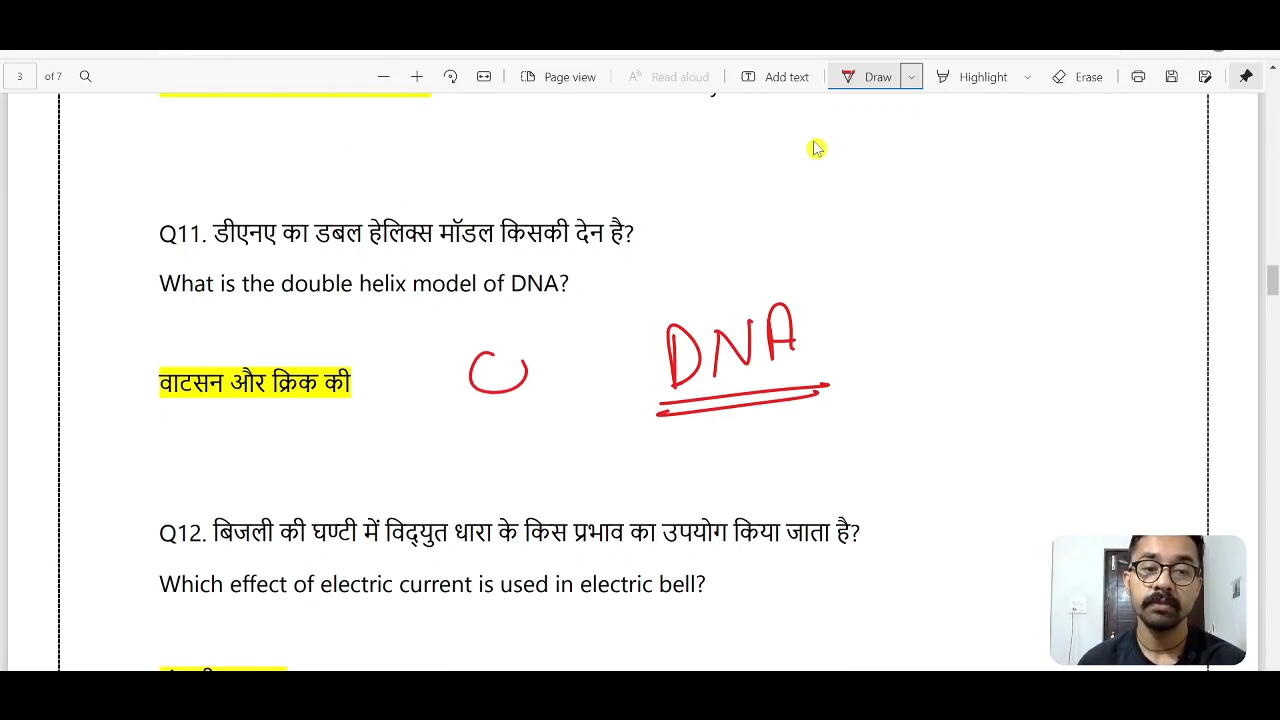 3 of 7 Page view Read aloud Add text Draw Highlight Erase
Q11. डीएनए का डबल हेलिक्स मॉडल किसकी देन है?
What is the double helix model of DNA?
DNA
वाटसन और क्रिक की
Q12. बिजली की घण्टी में विद्युत धारा के किस प्रभाव का उपयोग किया जाता है?
Which effect of electric current is used in electric bell?